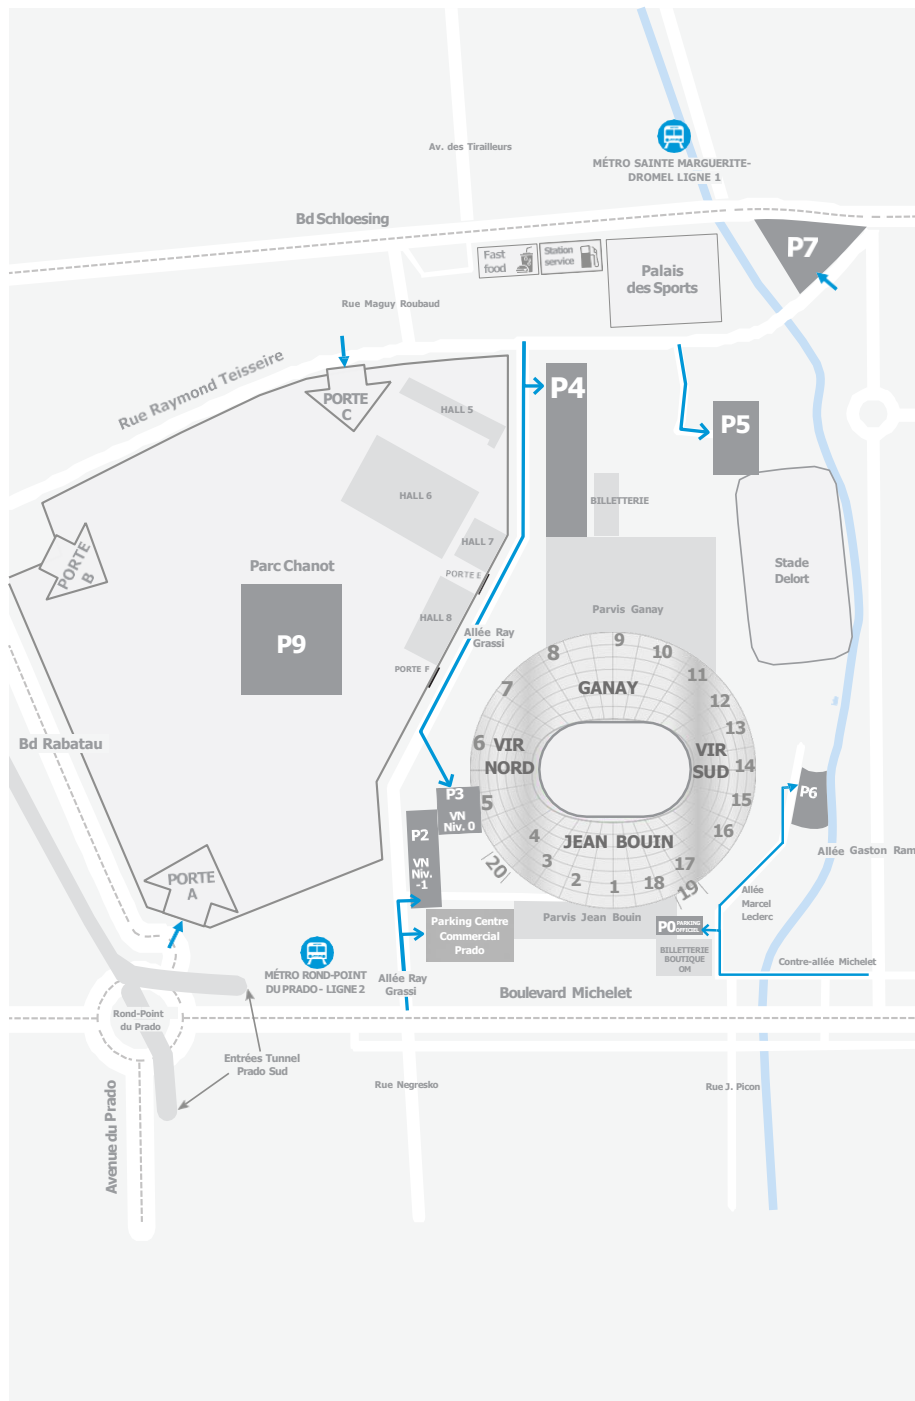 Av. des Tirailleurs
MÉTRO SAINTE MARGUERITE-
DROMEL LIGNE 1
Bd Schloesing
P7
Fast
food
Station
service
Palais
des Sports
Rue Maguy Roubaud
Rue Raymond Teisseire
PORTE
C
HALL 5
P4
P5
HALL 6
BILLETTERIE
HALL 7
PORTE E
PORTE
B
Parc Chanot
Stade
Delort
HALL 8
Parvis Ganay
P9
Allée Ray
Grassi
PORTE F
9
8
10
11
7
GANAY
12
13
6
VIR
NORD
VIR
SUD
14
Bd Rabatau
P3
VN
Niv. 0
5
15
P6
P2
VN
Niv.
-1
4
JEAN BOUIN
16
3
17
Allée Gaston Ram
20
2
1
18
19
PORTE
A
Allée
Marcel
Leclerc
Parking Centre
Commercial
Prado
Parvis Jean Bouin
P0 PARKING
OFFICIEL
BILLETTERIE
BOUTIQUE
OM
Contre-allée Michelet
MÉTRO ROND-POINT
DU PRADO - LIGNE 2
Allée Ray
Grassi
Boulevard Michelet
Rond-Point
du Prado
Entrées Tunnel
Prado Sud
Rue Negresko
Rue J. Picon
Avenue du Prado